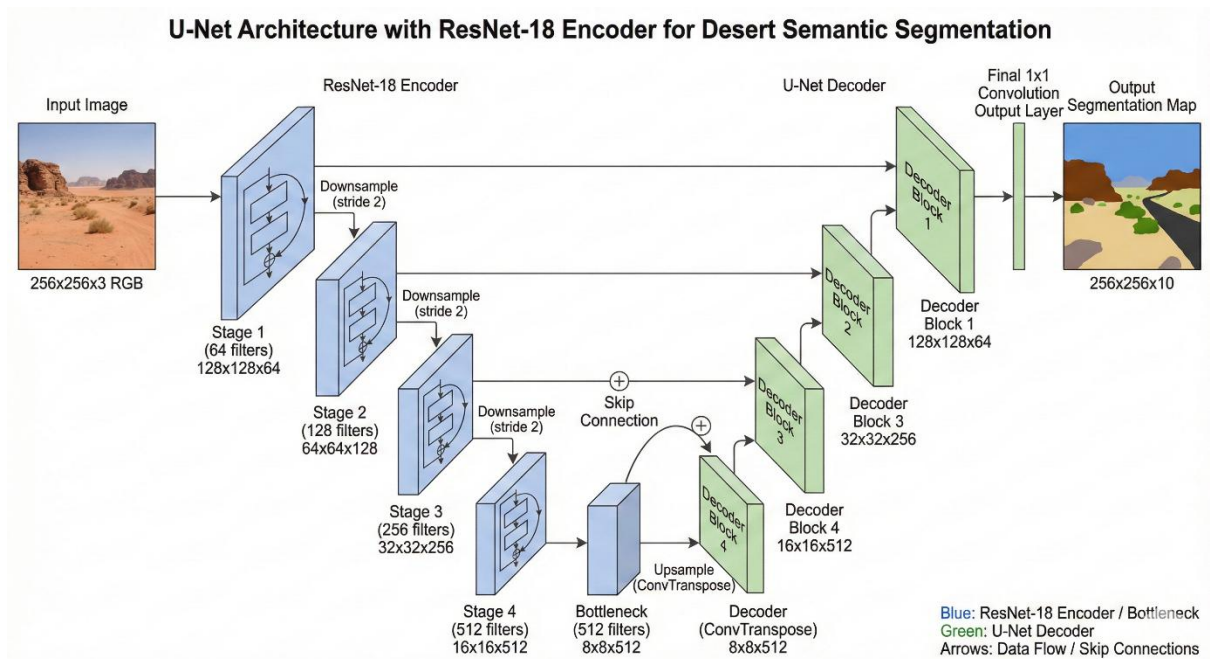 U-Net Architecture with ResNet-18 Encoder for Desert Semantic Segmentation
Input Image
256x256x3 RGB
ResNet-18 Encoder
Downsample
(stride 2)
Stage 1
(64 filters)
128x128x64
Downsample
(stride 2)
Stage 2
(128 filters)
64x64x128
Downsample
(stride 2)
Stage 3
(256 filters)
32x32x256
Stage 4
(512 filters)
16x16x512
Bottleneck
(512 filters)
8x8x512
Skip
Connection
Upsample
(ConvTranspose)
Decoder
Block
4
Decoder
(ConvTranspose)
8x8x512
Decoder
Block
3
Decoder
Block 4
16x16x512
Decoder
Block
2
Decoder
Block 3
32x32x256
U-Net Decoder
Decoder
Block
1
Decoder
Block 1
128x128x64
Final 1x1
Convolution
Output Layer
Output
Segmentation Map
256x256x10
Blue: ResNet-18 Encoder / Bottleneck
Green: U-Net Decoder
Arrows: Data Flow / Skip Connections